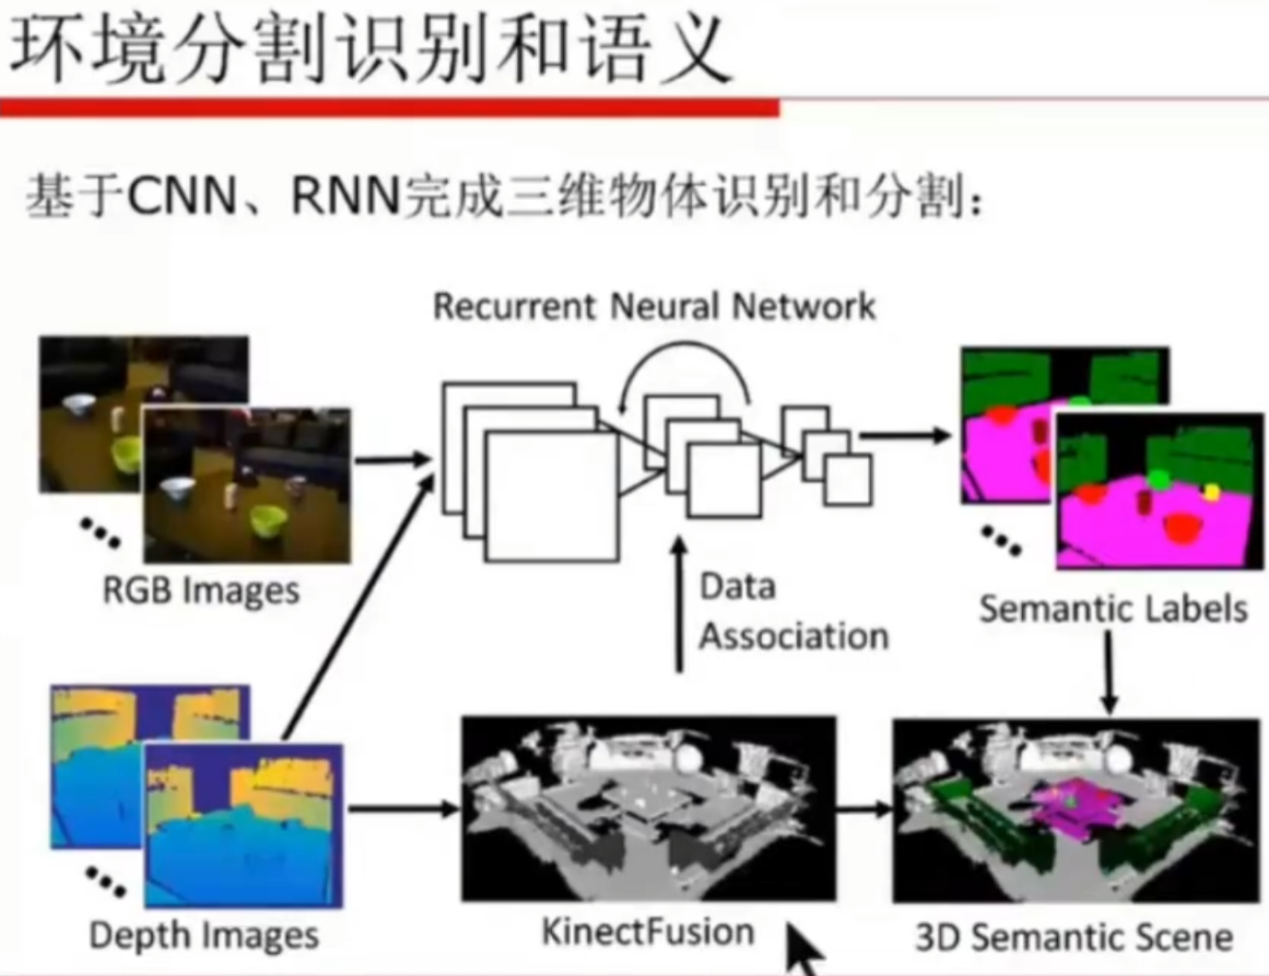 环境分割识别和语义
基于CNN、RNN完成三维物体识别和分割：
Recurrent Neural Network
RGB Images
Data
Association
Semantic Labels
Depth Images
KinectFusion
3D Semantic Scene